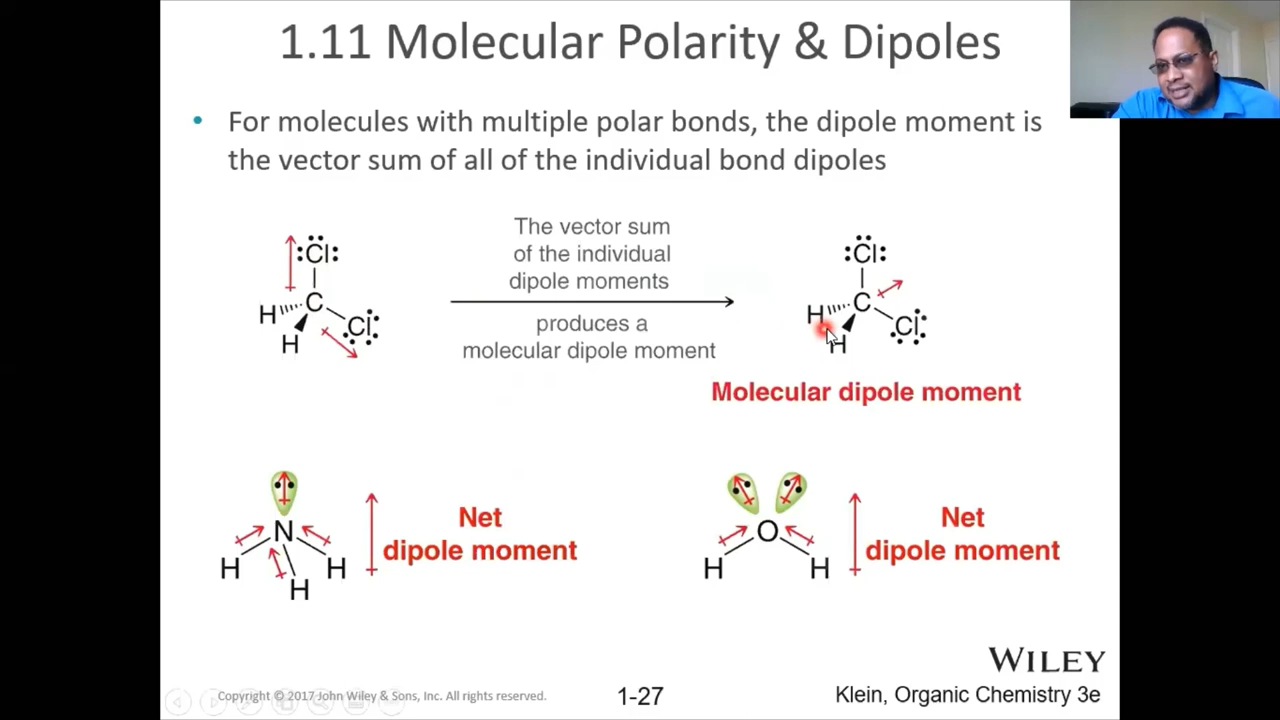 1.11 Molecular Polarity & Dipoles
• For molecules with multiple polar bonds, the dipole moment is
the vector sum of all of the individual bond dipoles
:Cl:
H C
H Cl:
The vector sum
of the individual
dipole moments
produces a
molecular dipole moment
:Cl:
H C
H Cl:
Molecular dipole moment
N
H H
H
Net
dipole moment
O
H H
Net
dipole moment
WILEY
Copyright © 2017 John Wiley & Sons, Inc. All rights reserved.
1-27
Klein, Organic Chemistry 3e